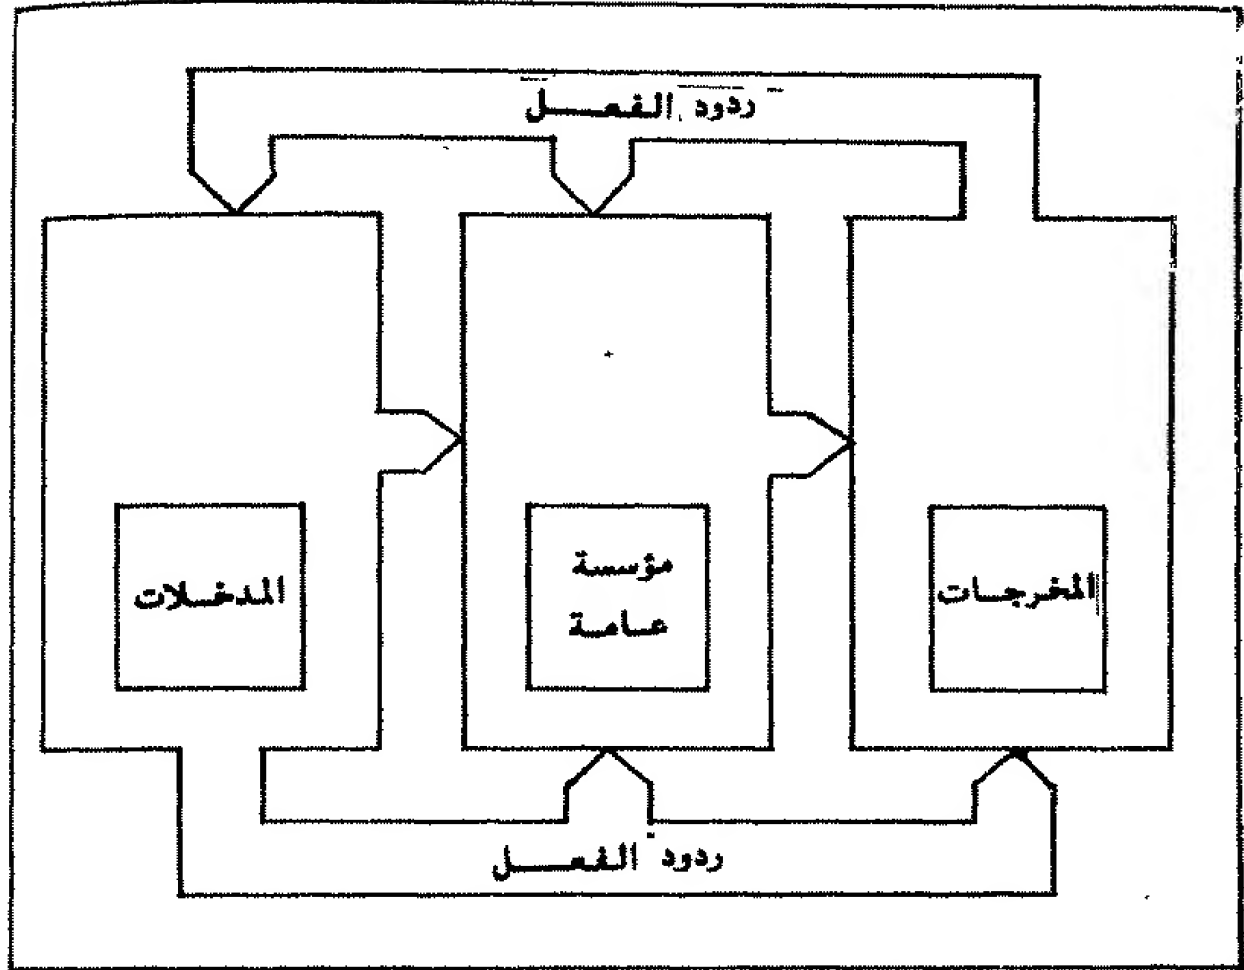 ردود الفعل
المدخلات
مؤسسة
عامة
المخرجات
ردود الفعل